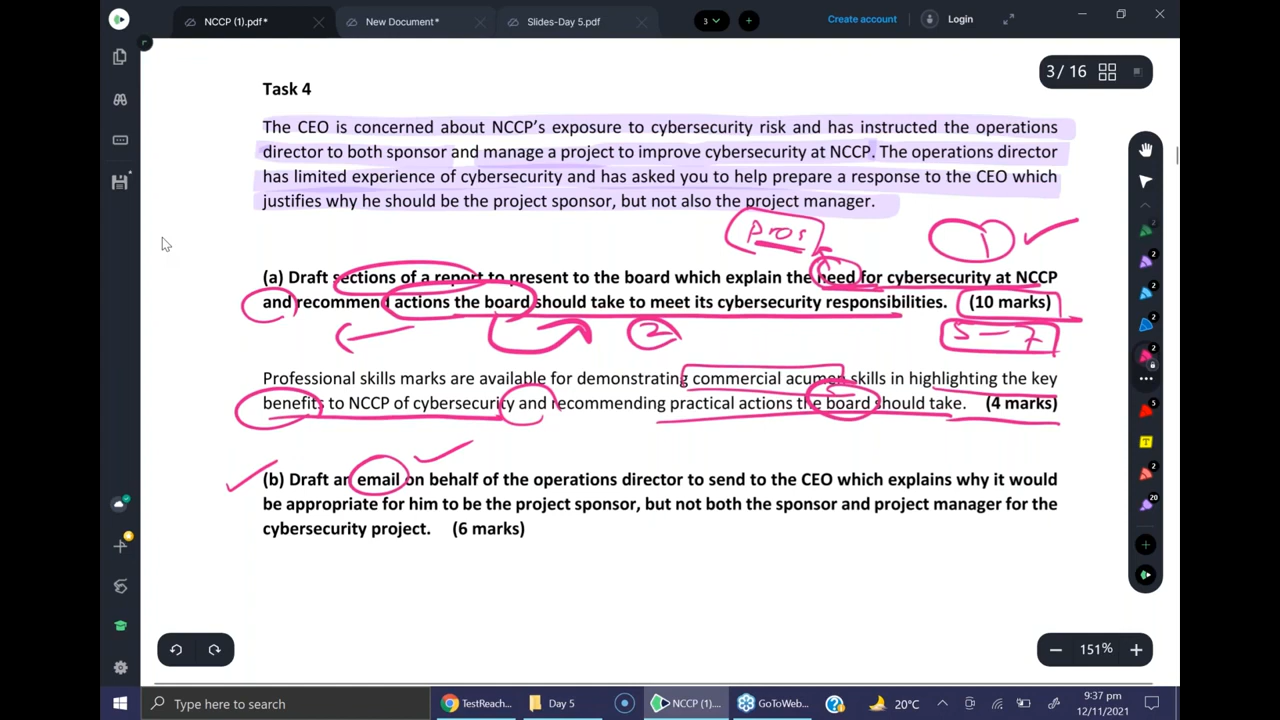 NCCP (1).pdf*
New Document*
Slides-Day 5.pdf
3
Create account
Login
3 / 16
Task 4
The CEO is concerned about NCCP's exposure to cybersecurity risk and has instructed the operations
director to both sponsor and manage a project to improve cybersecurity at NCCP. The operations director
has limited experience of cybersecurity and has asked you to help prepare a response to the CEO which
justifies why he should be the project sponsor, but not also the project manager.
Pros
1
(a) Draft sections of a report to present to the board which explain the need for cybersecurity at NCCP
and recommend actions the board should take to meet its cybersecurity responsibilities. (10 marks)
2
5 - 7
Professional skills marks are available for demonstrating commercial acumen skills in highlighting the key
benefits to NCCP of cybersecurity and recommending practical actions the board should take. (4 marks)
(b) Draft an email on behalf of the operations director to send to the CEO which explains why it would
be appropriate for him to be the project sponsor, but not both the sponsor and project manager for the
cybersecurity project. (6 marks)
151%
Type here to search
TestReach...
Day 5
NCCP (1)....
GoToWeb...
20°C
9:37 pm
12/11/2021